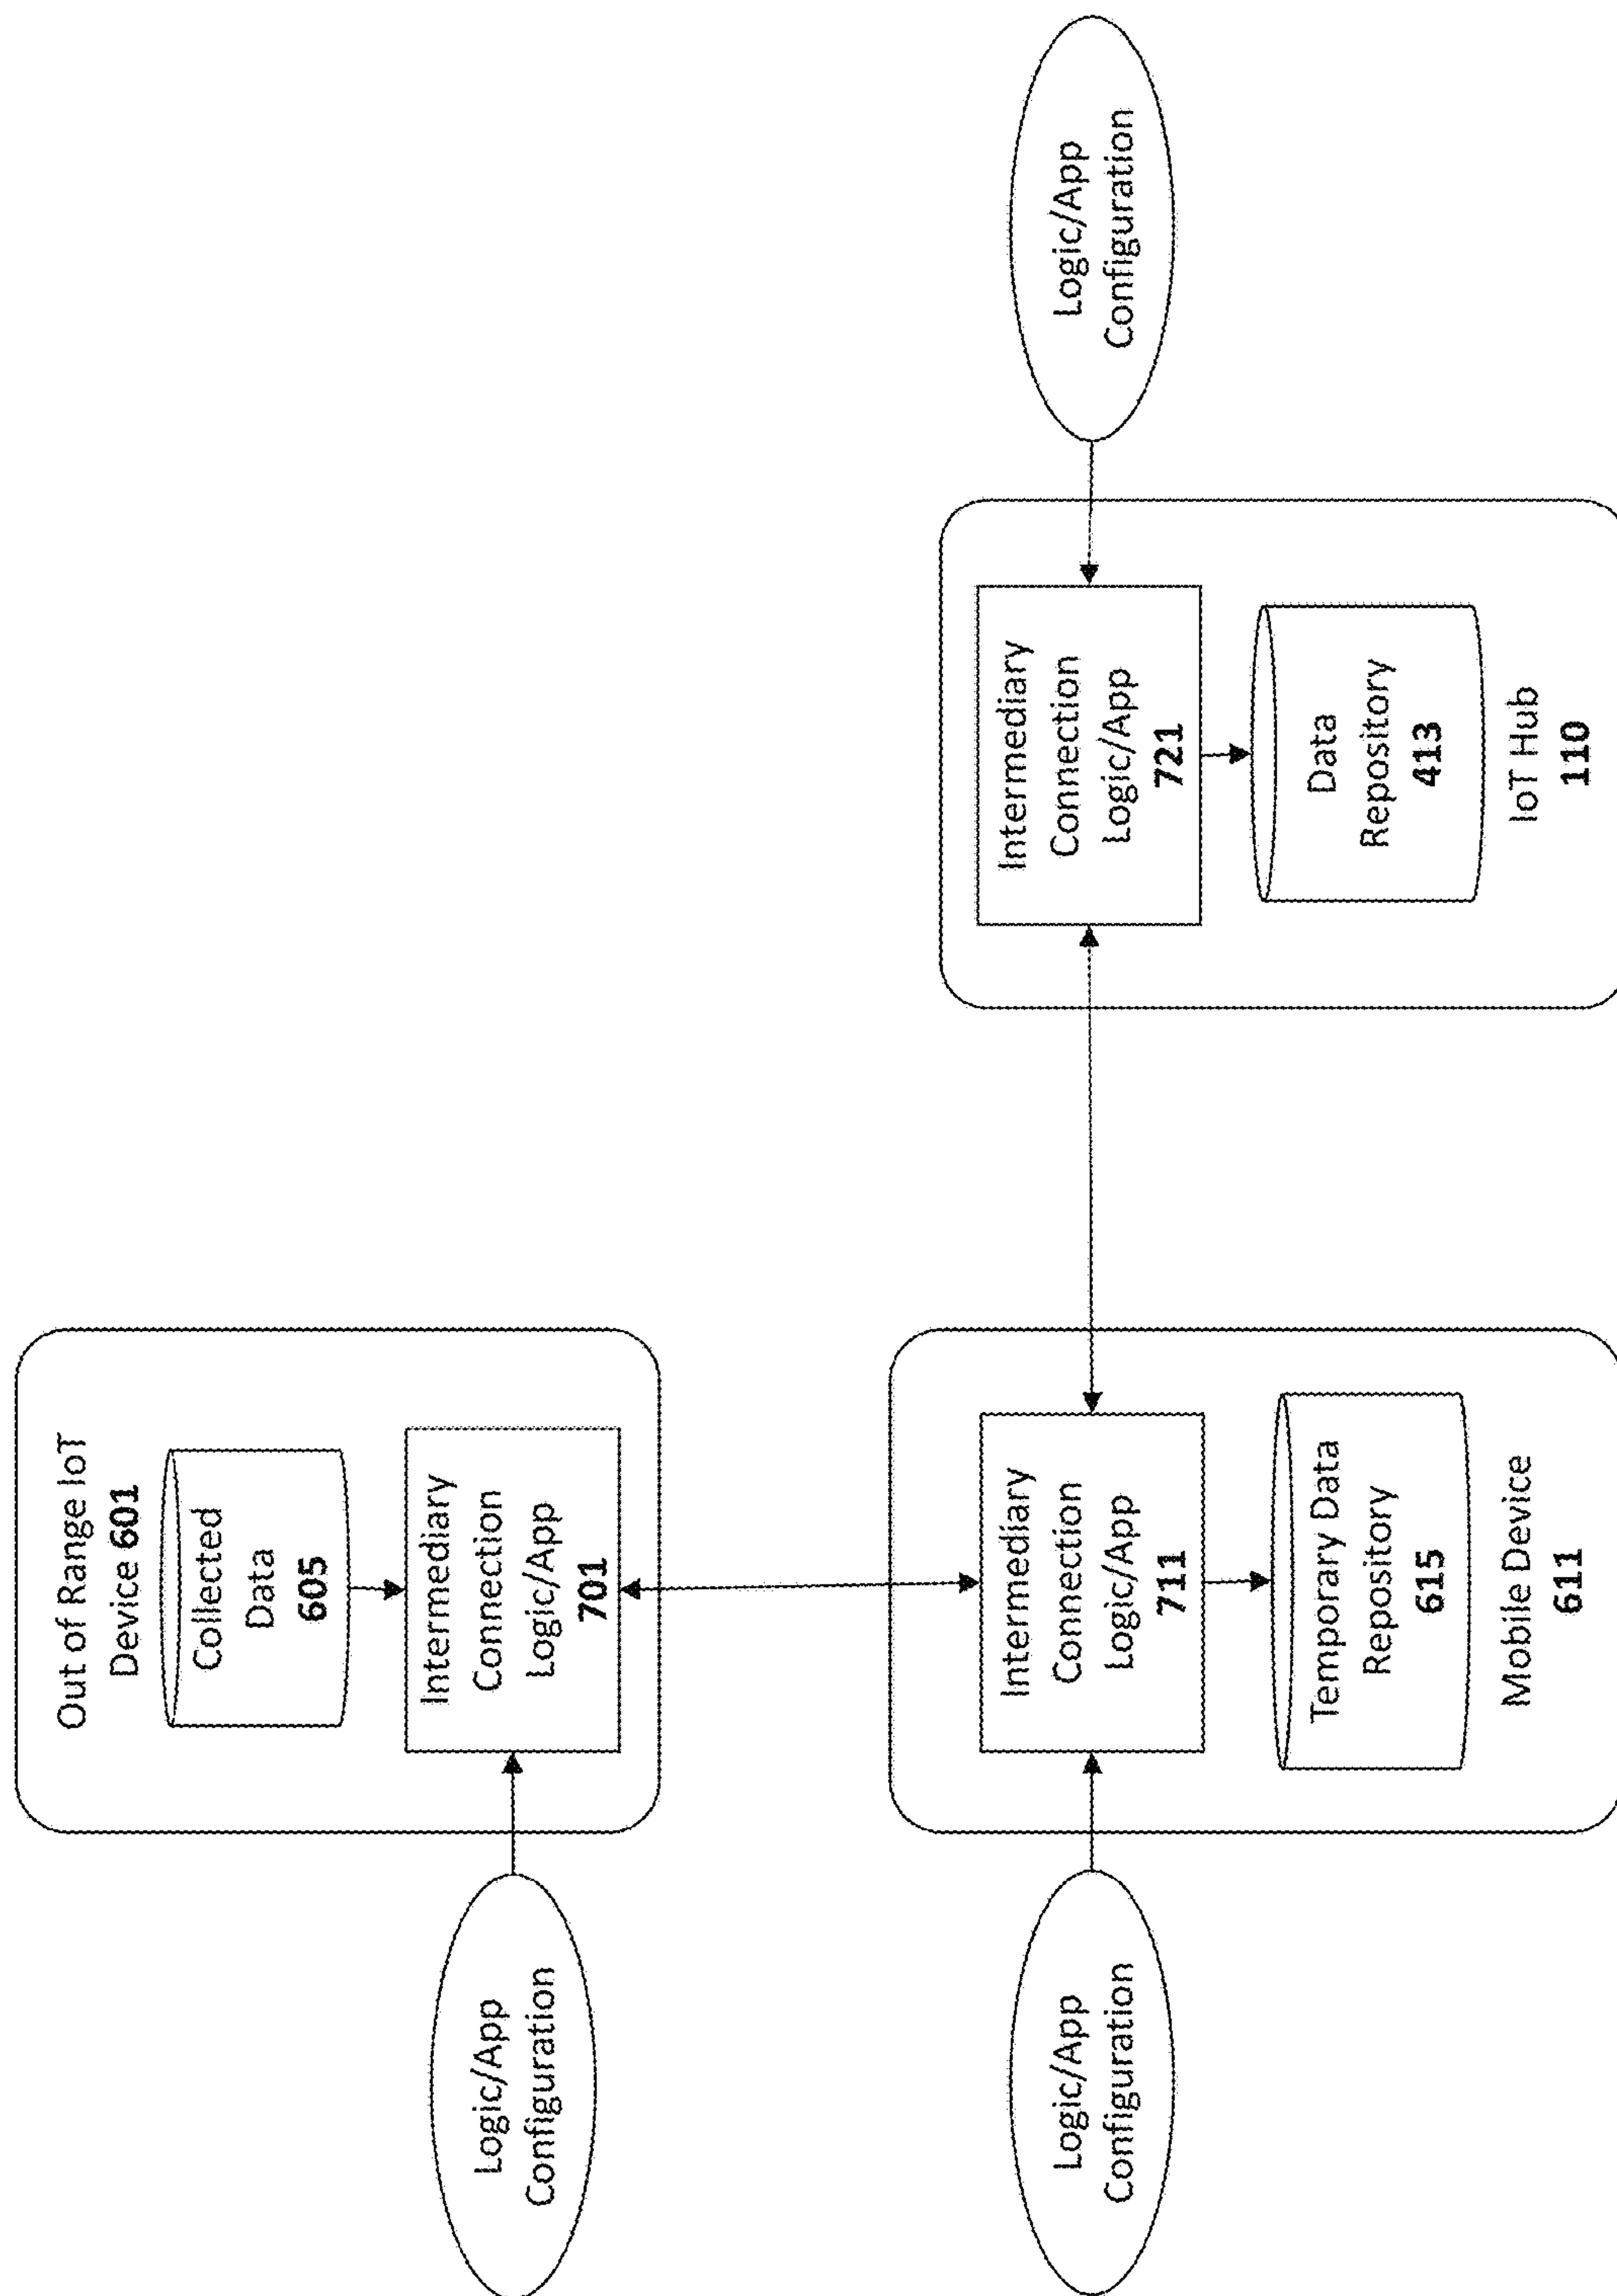 Out of Range IoT
Device 601
Collected
Data
605
Intermediary
Connection
Logic/App
701
Logic/App
Configuration
Logic/App
Configuration
Intermediary
Connection
Logic/App
711
Temporary Data
Repository
615
Mobile Device
611
Intermediary
Connection
Logic/App
721
Data
Repository
413
IoT Hub
110
Logic/App
Configuration